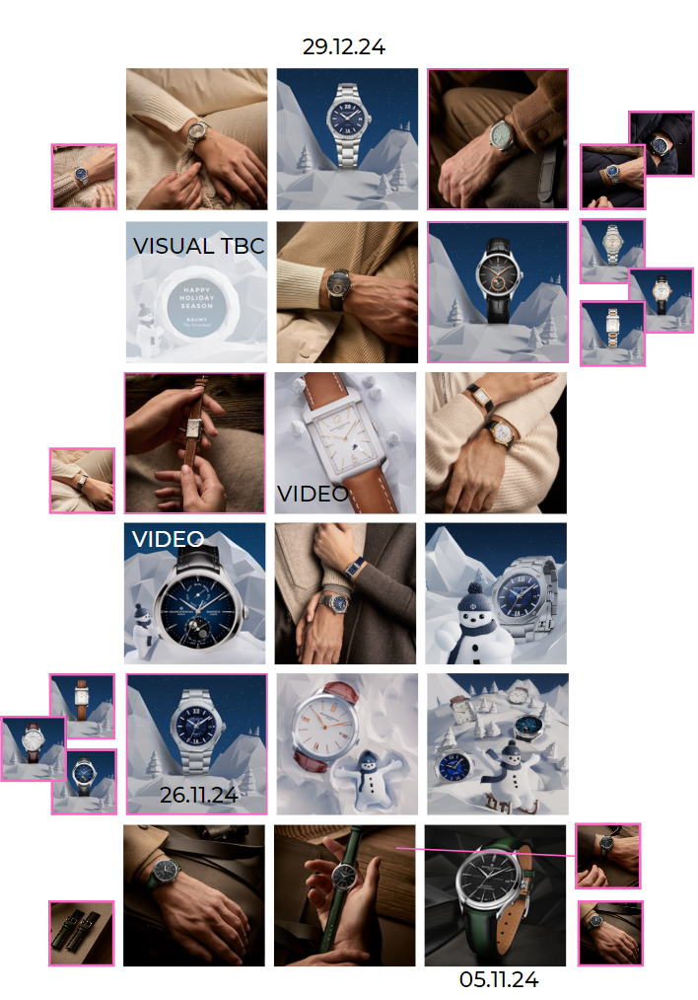 29.12.24
VISUAL TBC
HAPPY
HOLIDAY
SEASON
BAUME
VIDEO
VIDEO
26.11.24
05.11.24